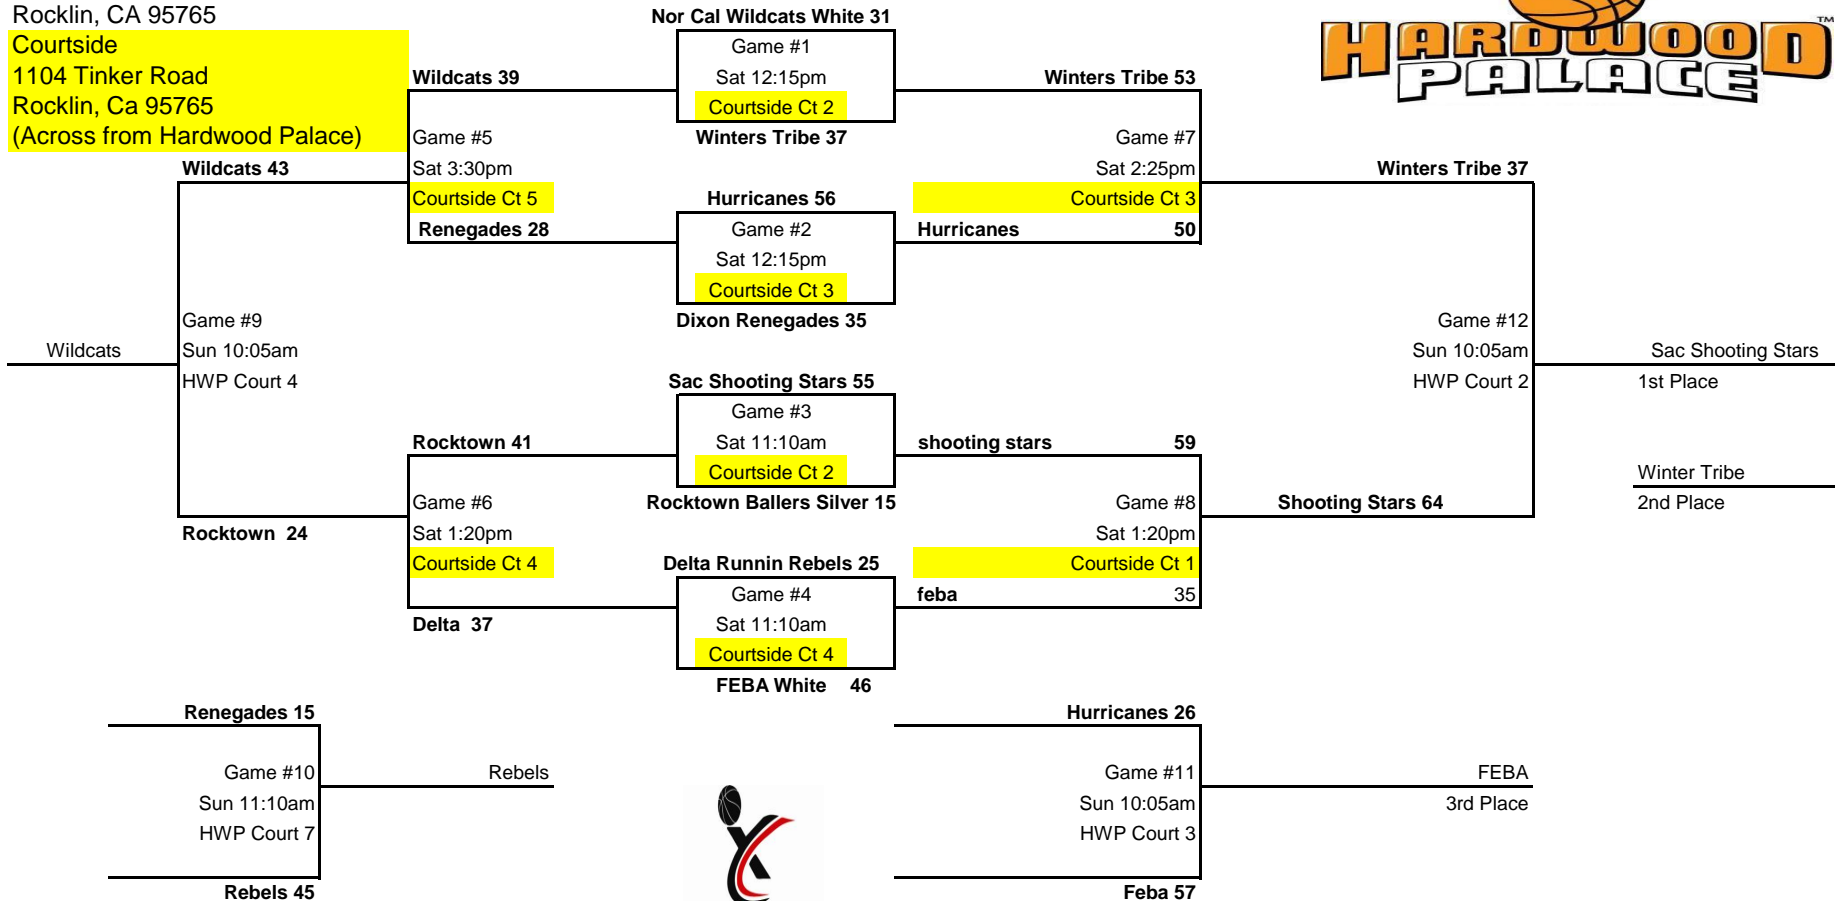 Rocklin, CA 95765
Nor Cal Wildcats White 31
HARDWOOD
PALACE
TM
Courtside
1104 Tinker Road
Rocklin, Ca 95765
(Across from Hardwood Palace)
Game #1
Sat 12:15pm
Courtside Ct 2
Winters Tribe 37
Wildcats 39
Game #5
Sat 3:30pm
Courtside Ct 5
Renegades 28
Winters Tribe 53
Game #7
Sat 2:25pm
Courtside Ct 3
Hurricanes 50
Wildcats 43
Winters Tribe 37
Hurricanes 56
Game #2
Sat 12:15pm
Courtside Ct 3
Dixon Renegades 35
Wildcats
Game #9
Sun 10:05am
HWP Court 4
Game #12
Sun 10:05am
HWP Court 2
Sac Shooting Stars
1st Place
Sac Shooting Stars 55
Game #3
Sat 11:10am
Courtside Ct 2
Rocktown Ballers Silver 15
Rocktown 41
Game #6
Sat 1:20pm
Courtside Ct 4
Delta 37
shooting stars 59
Game #8
Sat 1:20pm
Courtside Ct 1
feba 35
Winter Tribe
2nd Place
Rocktown 24
Shooting Stars 64
Delta Runnin Rebels 25
Game #4
Sat 11:10am
Courtside Ct 4
FEBA White 46
Renegades 15
Game #10
Sun 11:10am
HWP Court 7
Rebels 45
Rebels
Hurricanes 26
Game #11
Sun 10:05am
HWP Court 3
Feba 57
FEBA
3rd Place